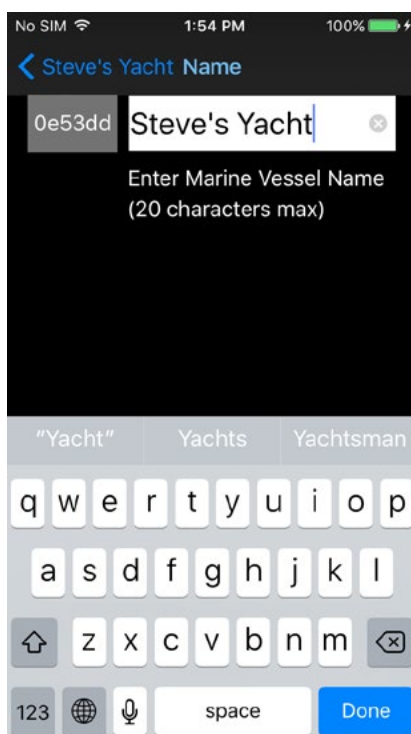 No SIM 1:54 PM 100%
Steve's Yacht Name
0e53dd Steve's Yacht
Enter Marine Vessel Name
(20 characters max)
“Yacht” Yachts Yachtsman
q w e r t y u i o p
a s d f g h j k l
z x c v b n m
123 space Done